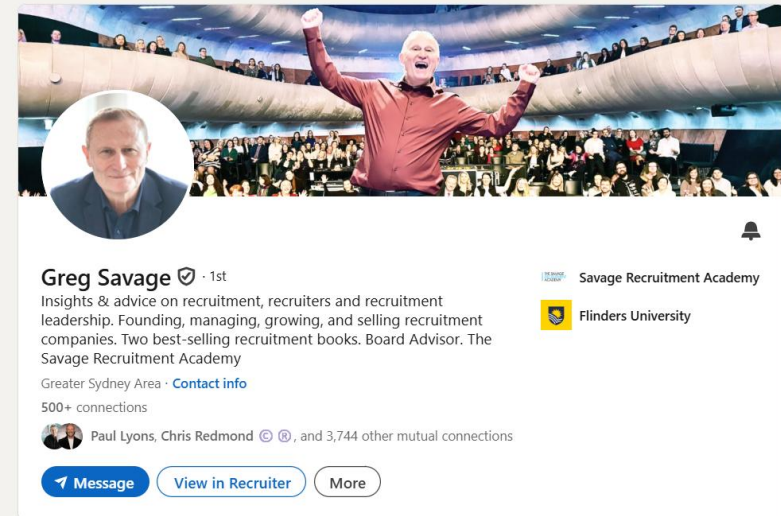 Greg Savage · 1st
Insights & advice on recruitment, recruiters and recruitment
leadership. Founding, managing, growing, and selling recruitment
companies. Two best-selling recruitment books. Board Advisor. The
Savage Recruitment Academy
Greater Sydney Area · Contact info
500+ connections
Paul Lyons, Chris Redmond © ®, and 3,744 other mutual connections
Message
View in Recruiter
More
Savage Recruitment Academy
Flinders University